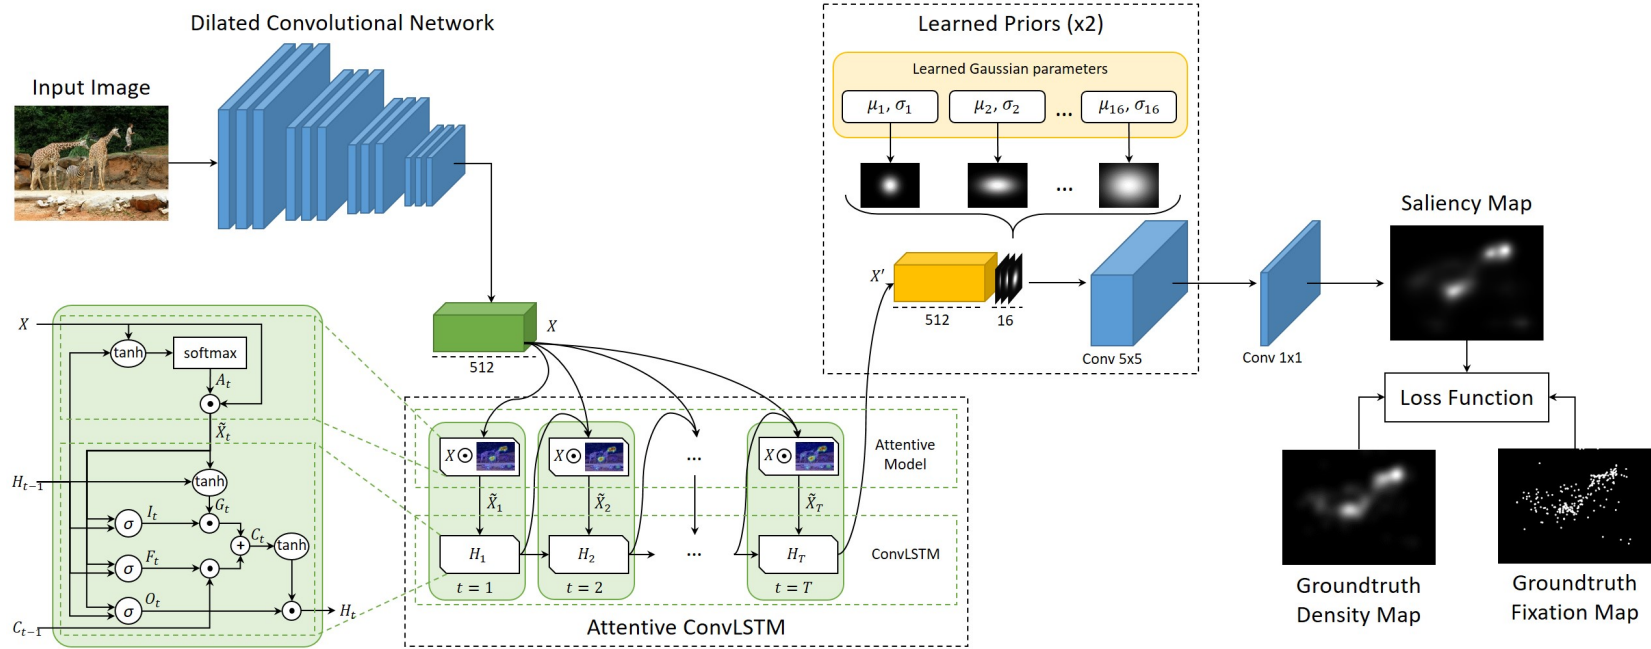 Dilated Convolutional Network
Input Image
Learned Priors (x2)
Learned Gaussian parameters
μ₁, σ₁
μ₂, σ₂
...
μ₁₆, σ₁₆
...
X′
512
16
Conv 5x5
Conv 1x1
Saliency Map
Loss Function
Groundtruth
Density Map
Groundtruth
Fixation Map
X
512
X
tanh
softmax
Aₜ
X̃ₜ
Hₜ₋₁
tanh
Gₜ
σ
Iₜ
+
Cₜ
tanh
σ
Fₜ
σ
Oₜ
Hₜ
Cₜ₋₁
X⊙
X⊙
...
X⊙
Attentive
Model
X̃₁
X̃₂
X̃_T
H₁
H₂
...
H_T
ConvLSTM
t = 1
t = 2
t = T
Attentive ConvLSTM